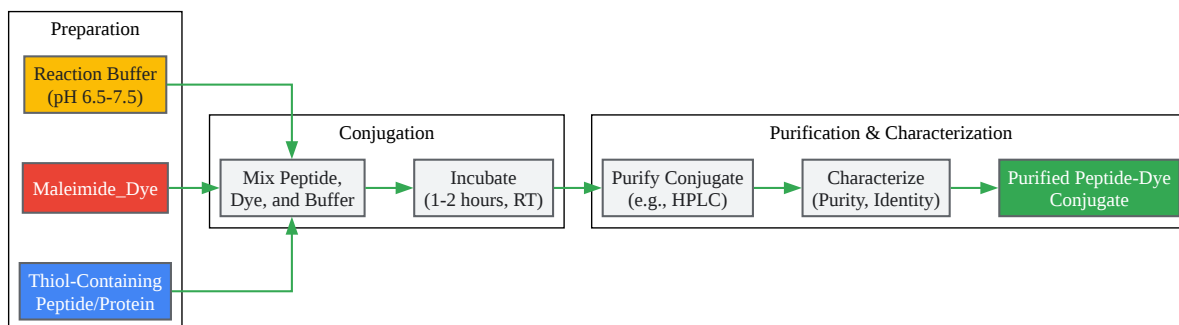 Preparation
Reaction Buffer
(pH 6.5-7.5)
Maleimide_Dye
Thiol-Containing
Peptide/Protein
Conjugation
Mix Peptide,
Dye, and Buffer
Incubate
(1-2 hours, RT)
Purification & Characterization
Purify Conjugate
(e.g., HPLC)
Characterize
(Purity, Identity)
Purified Peptide-Dye
Conjugate